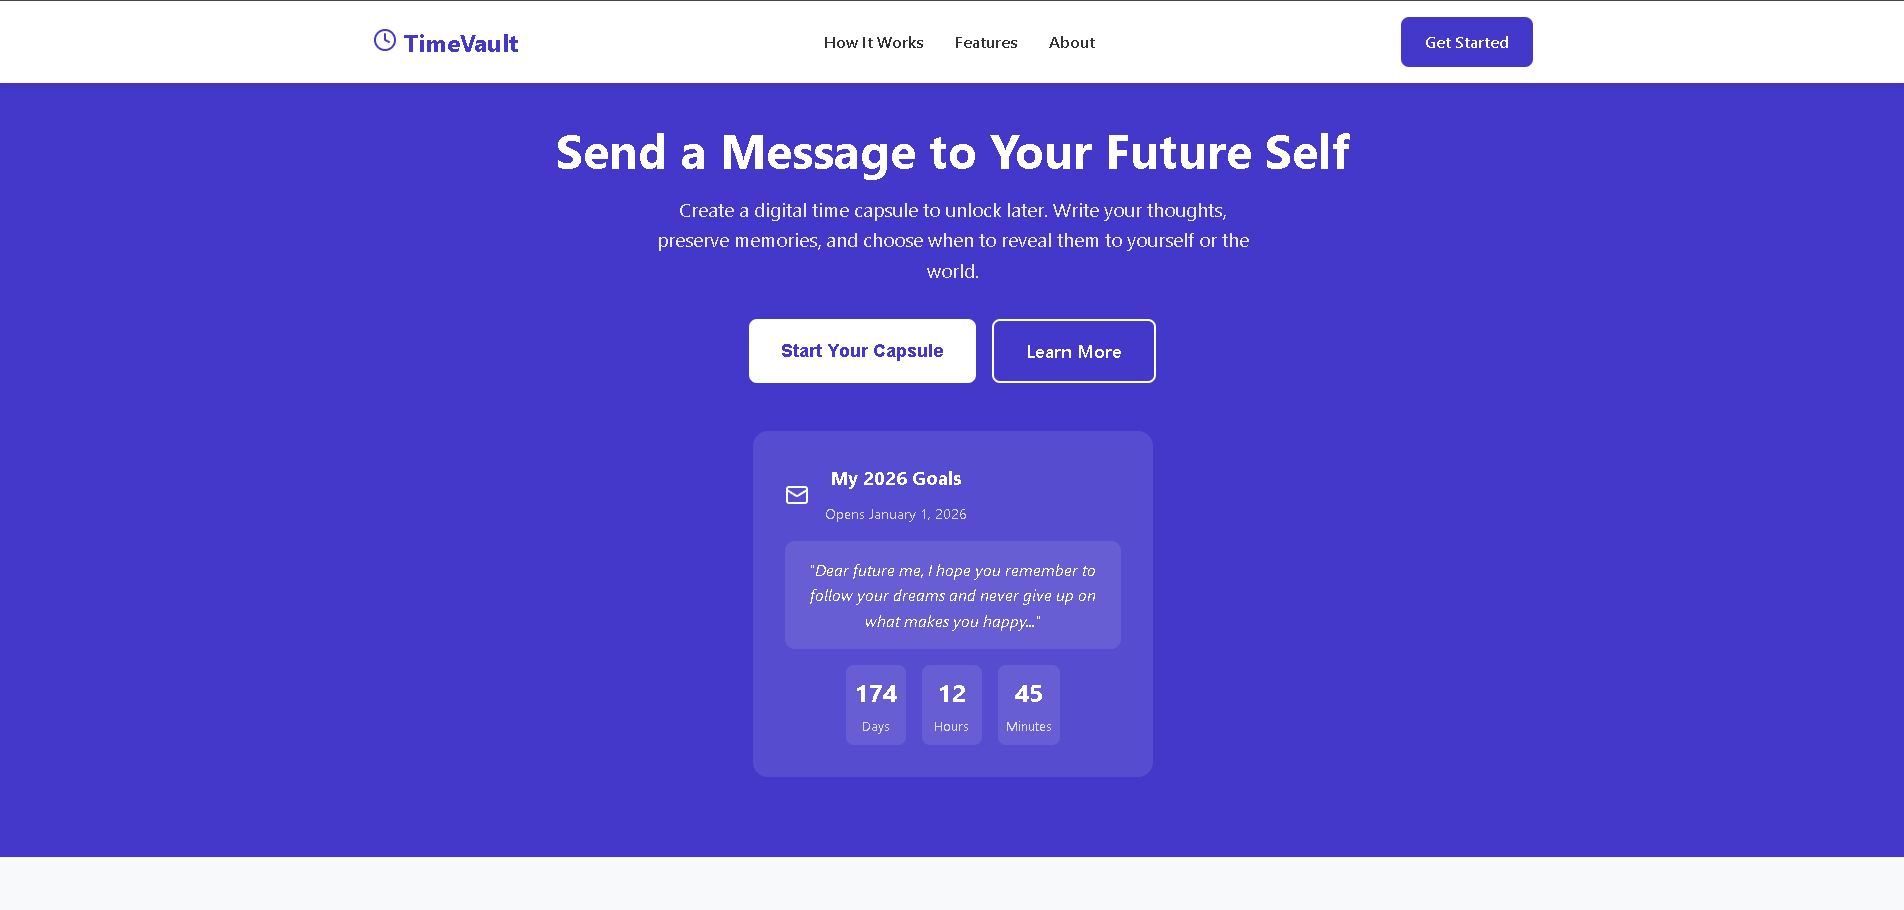 TimeVault
How It Works
Features
About
Get Started
Send a Message to Your Future Self
Create a digital time capsule to unlock later. Write your thoughts,
preserve memories, and choose when to reveal them to yourself or the
world.
Start Your Capsule
Learn More
My 2026 Goals
Opens January 1, 2026
"Dear future me, I hope you remember to
follow your dreams and never give up on
what makes you happy..."
174
12
45
Days
Hours
Minutes